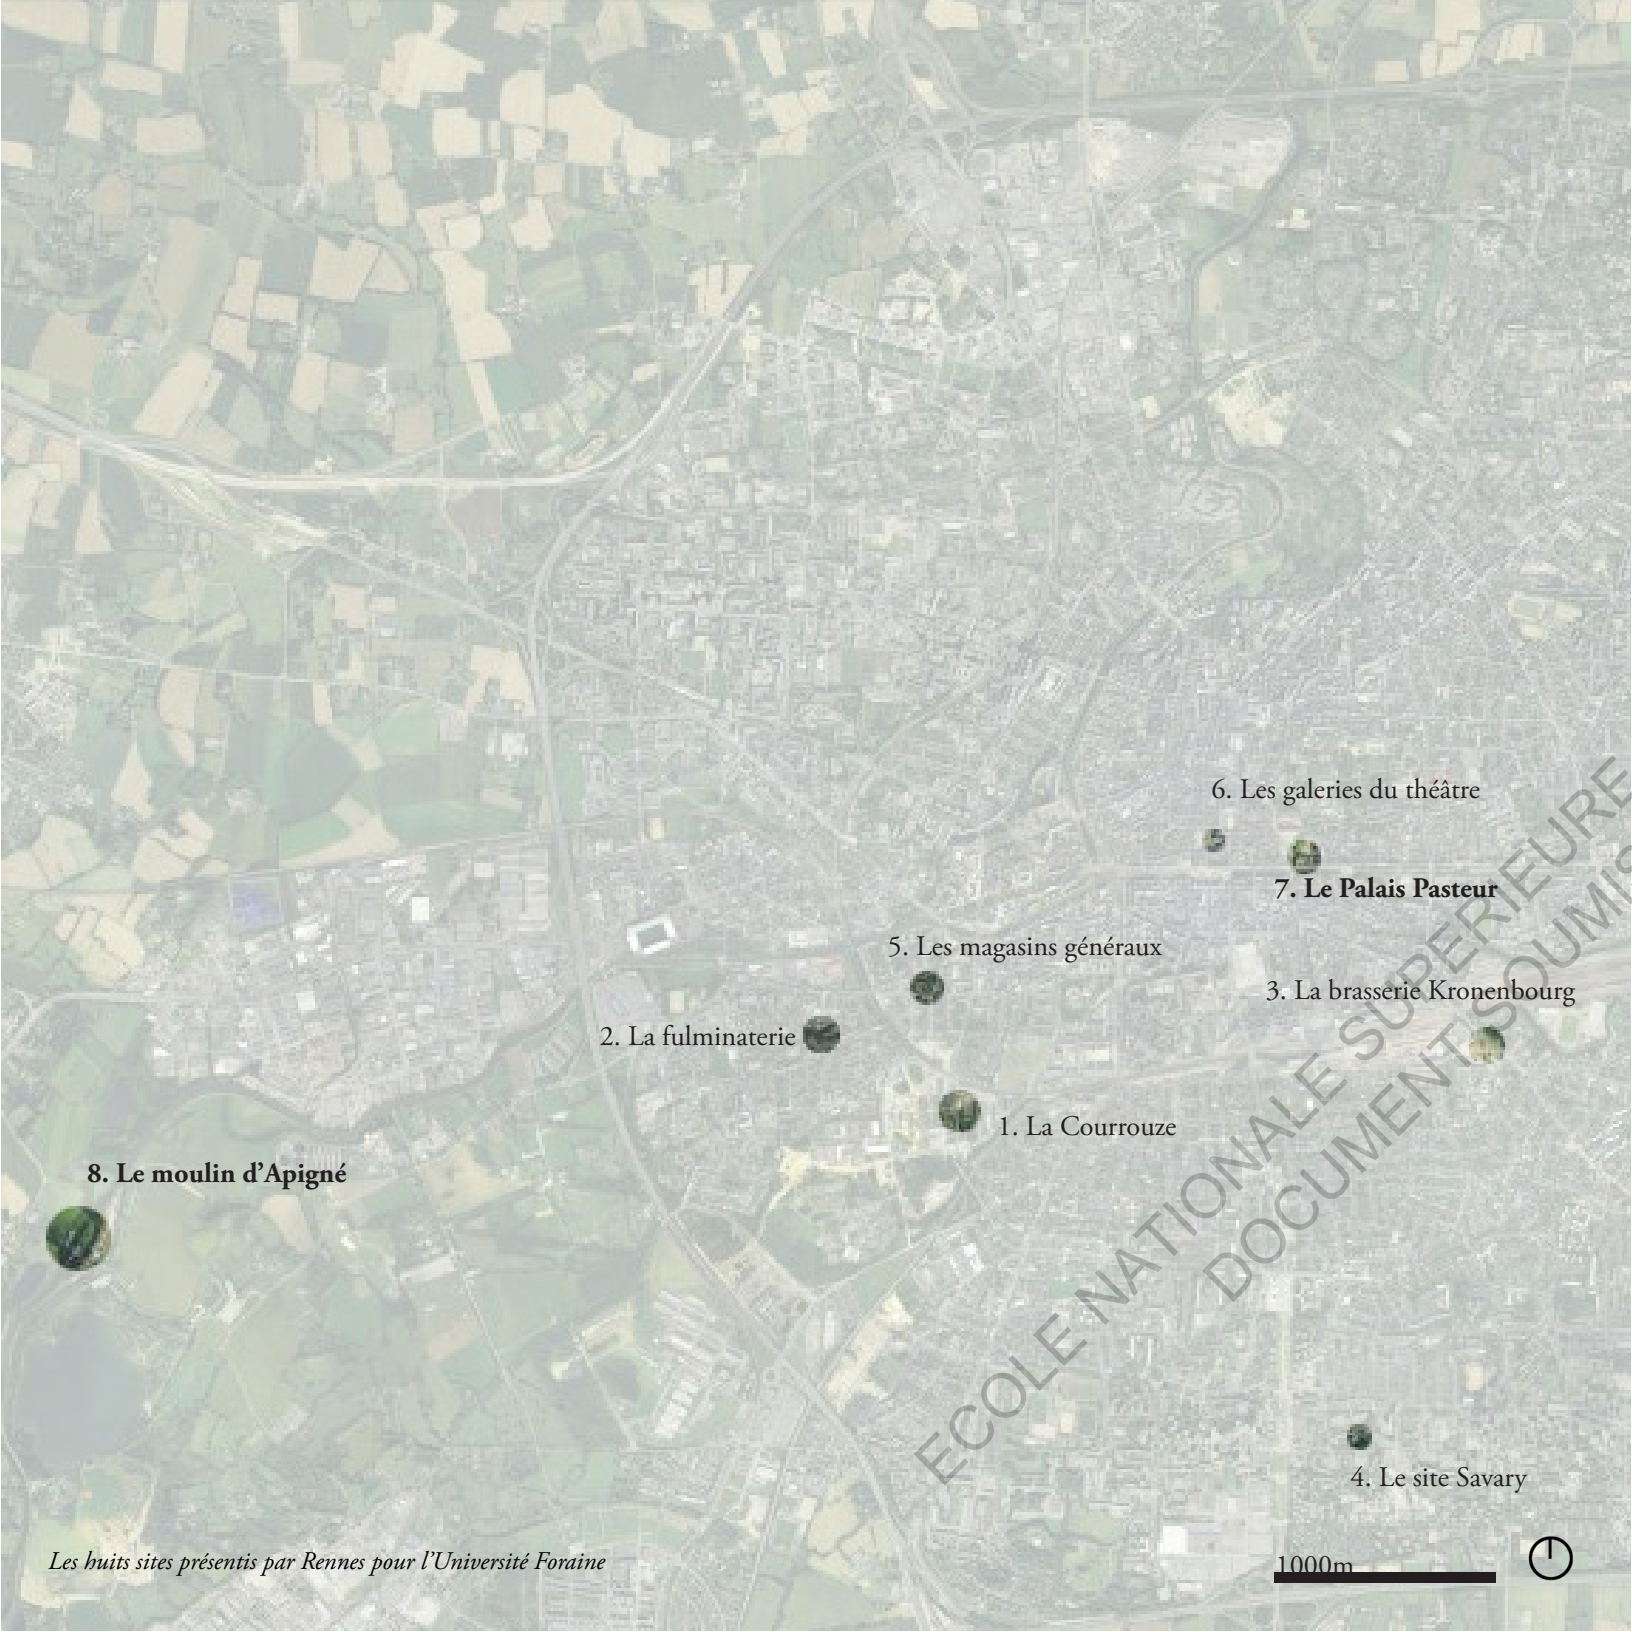 6. Les galeries du théâtre
7. Le Palais Pasteur
5. Les magasins généraux
3. La brasserie Kronenbourg
2. La fulminaterie
1. La Courrouze
8. Le moulin d'Apigné
4. Le site Savary
Les huits sites présentis par Rennes pour l'Université Foraine
1000m
ECOLE NATIONALE SUPERIEURE
DOCUMENT SOUMIS